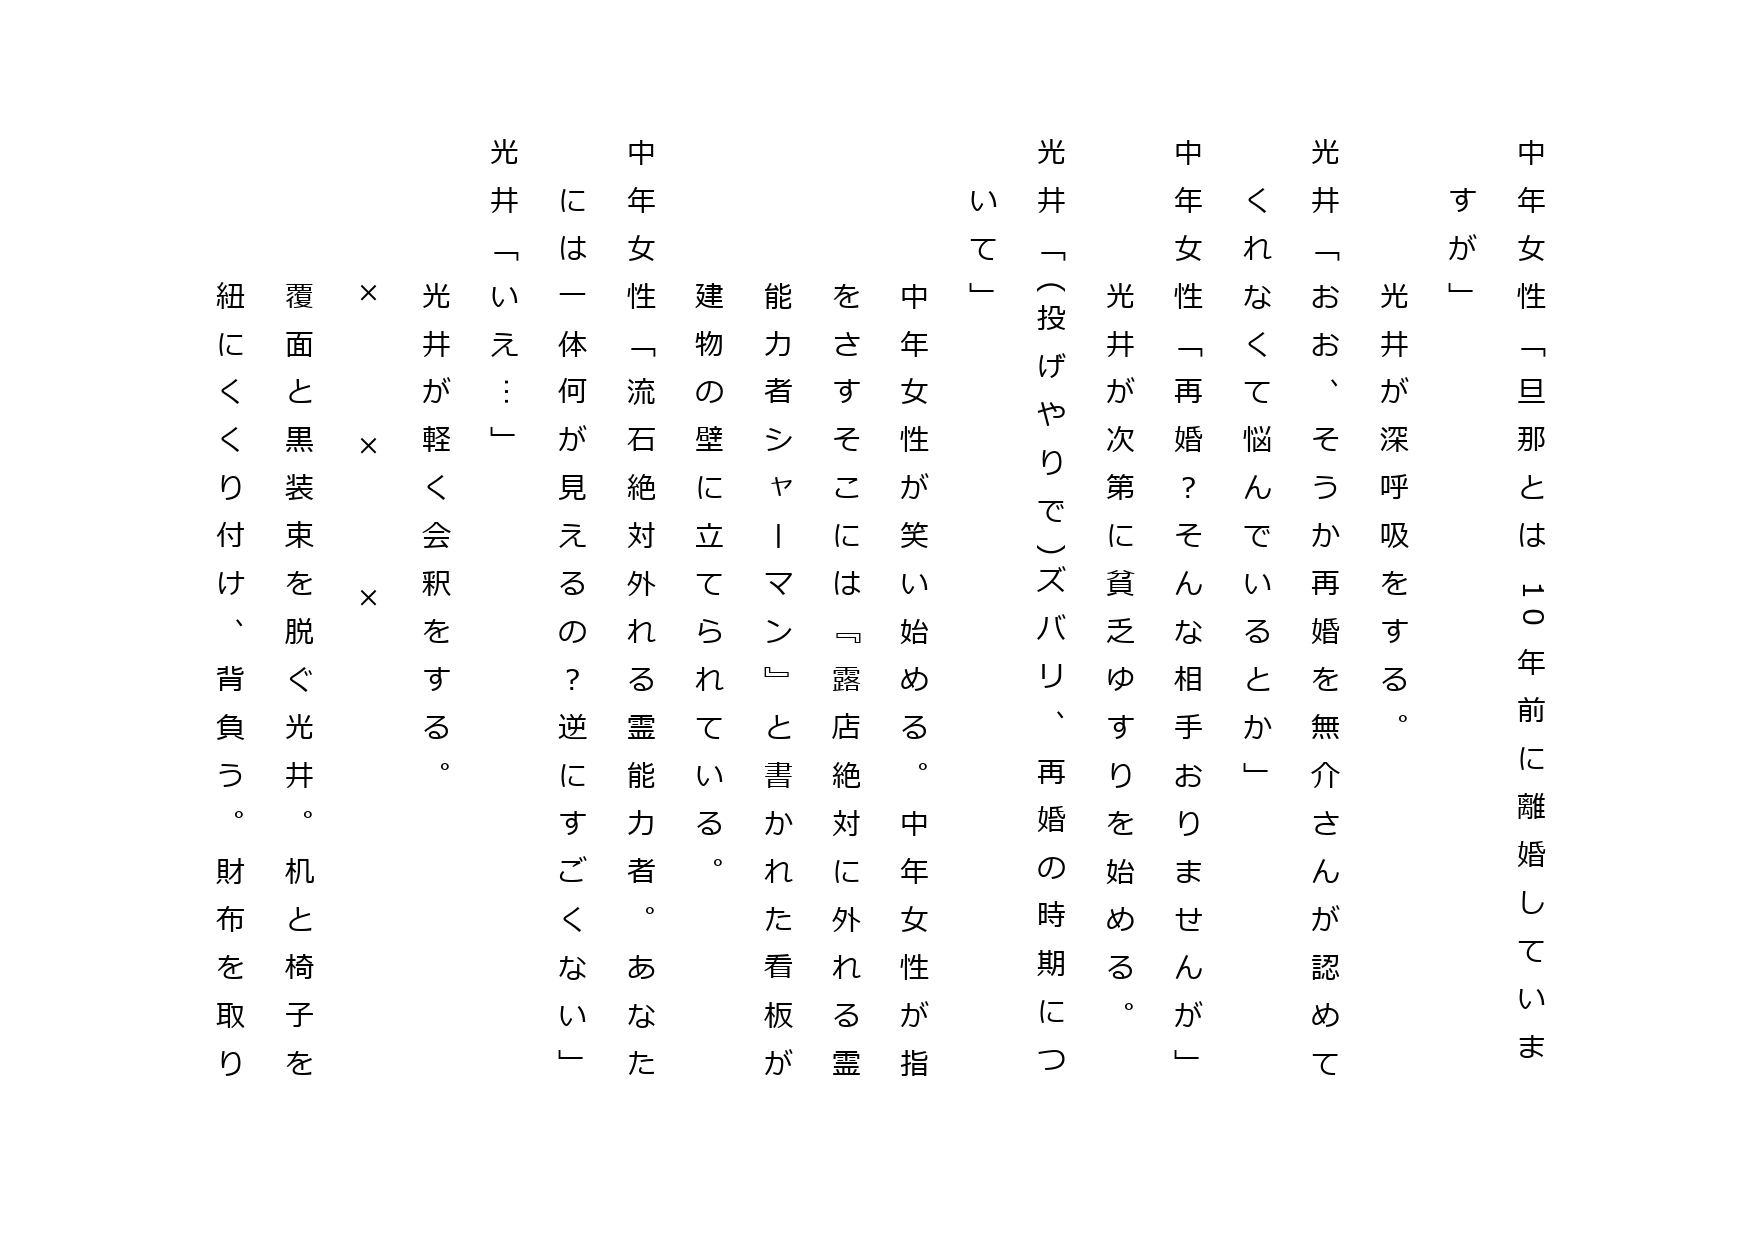 中年女性「旦那とは10年前に離婚していま
すが」
光井が深呼吸をする。
光井「おお、そうか再婚を無介さんが認めて
くれなくて悩んでいるとか」
中年女性「再婚?そんな相手おりませんが」
光井が次第に貧乏ゆすりを始める。
光井「(投げやりで)ズバリ、再婚の時期につ
いて」
中年女性が笑い始める。中年女性が指
をさすそこには『露店絶対に外れる霊
能力者シャーマン』と書かれた看板が
建物の壁に立てられている。
中年女性「流石絶対外れる霊能力者。あなた
には一体何が見えるの?逆にすごくない」
光井「いえ…」
光井が軽く会釈をする。
× × ×
覆面と黒装束を脱ぐ光井。机と椅子を
紐にくくり付け、背負う。財布を取り